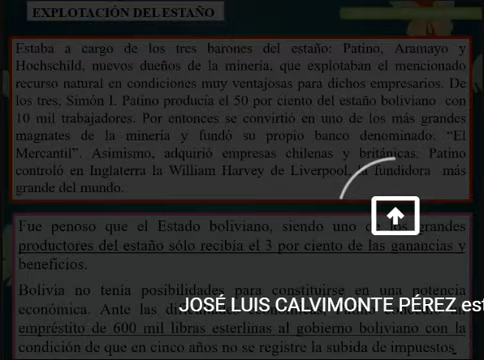 EXPLOTACIÓN DEL ESTAÑO
Estaba a cargo de los tres barones del estaño: Patino, Aramayo y
Hochschild, nuevos dueños de la minería, que explotaban el mencionado
recurso natural en condiciones muy ventajosas para dichos empresarios. De
los tres, Simón I. Patino producía el 50 por ciento del estaño boliviano con
10 mil trabajadores. Por entonces se convirtió en uno de los más grandes
magnates de la minería y fundó su propio banco denominado. “El
Mercantil”. Asimismo, adquirió empresas chilenas y británicas. Patino
controló en Inglaterra la William Harvey de Liverpool, la fundidora más
grande del mundo.
Fue penoso que el Estado boliviano, siendo uno de los grandes
productores del estaño sólo recibía el 3 por ciento de las ganancias y
beneficios.
Bolivia no tenía posibilidades para constituirse en una potencia
económica. Ante las
JOSÉ LUIS CALVIMONTE PÉREZ est
empréstito de 600 mil libras esterlinas al gobierno boliviano con la
condición de que en cinco años no se registre la subida de impuestos.